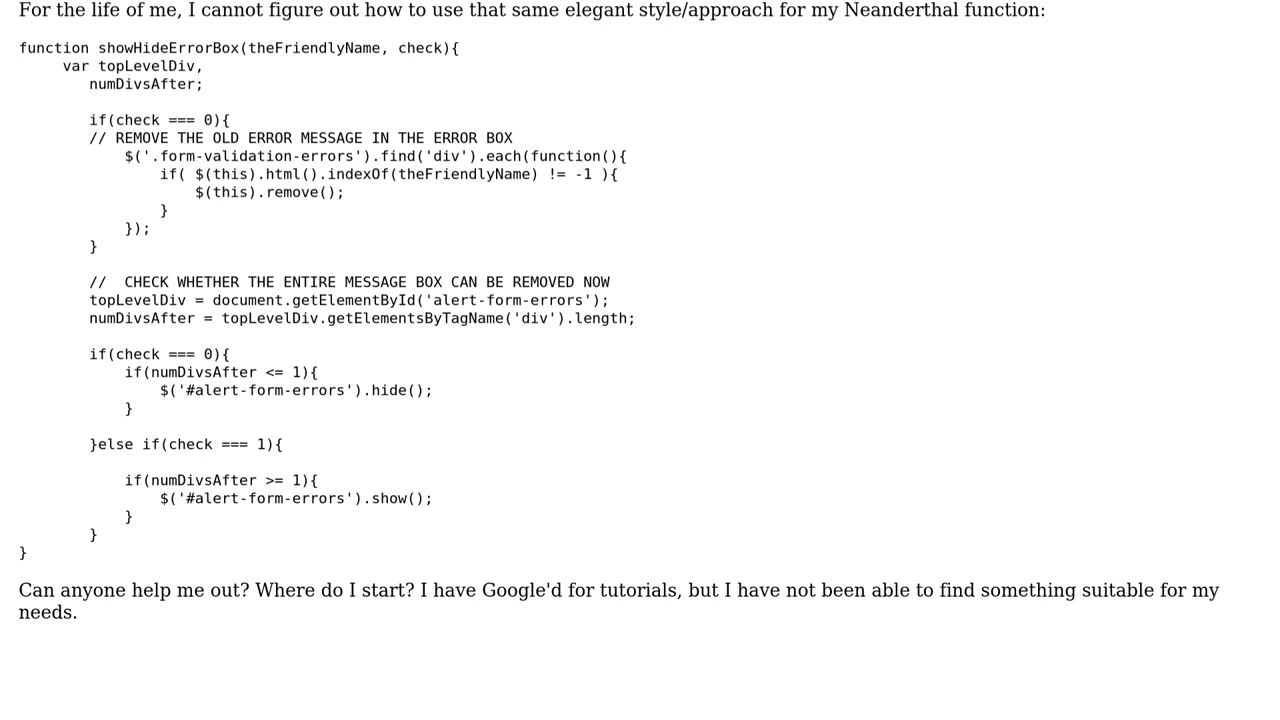 For the life of me, I cannot figure out how to use that same elegant style/approach for my Neanderthal function:
function showHideErrorBox(theFriendlyName, check){
     var topLevelDiv,
        numDivsAfter;

        if(check === 0){
        // REMOVE THE OLD ERROR MESSAGE IN THE ERROR BOX
            $('.form-validation-errors').find('div').each(function(){
                if( $(this).html().indexOf(theFriendlyName) != -1 ){
                    $(this).remove();
                }
            });
        }

        //  CHECK WHETHER THE ENTIRE MESSAGE BOX CAN BE REMOVED NOW
        topLevelDiv = document.getElementById('alert-form-errors');
        numDivsAfter = topLevelDiv.getElementsByTagName('div').length;

        if(check === 0){
            if(numDivsAfter <= 1){
                $('#alert-form-errors').hide();
            }

        }else if(check === 1){

            if(numDivsAfter >= 1){
                $('#alert-form-errors').show();
            }
        }
}
Can anyone help me out? Where do I start? I have Google'd for tutorials, but I have not been able to find something suitable for my
needs.